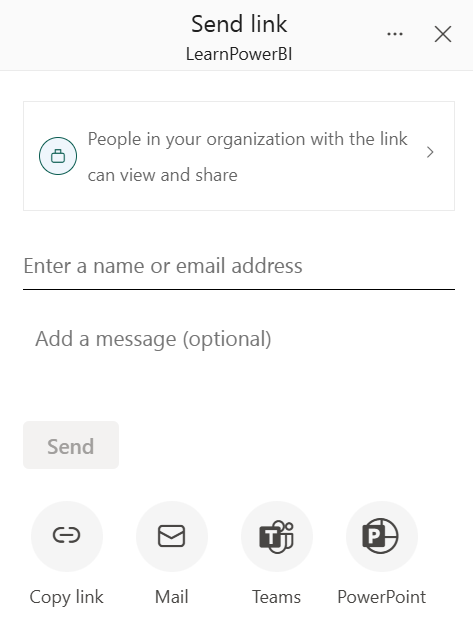 Send link
LearnPowerBI
People in your organization with the link
can view and share
Enter a name or email address
Add a message (optional)
Send
Copy link
Mail
Teams
PowerPoint